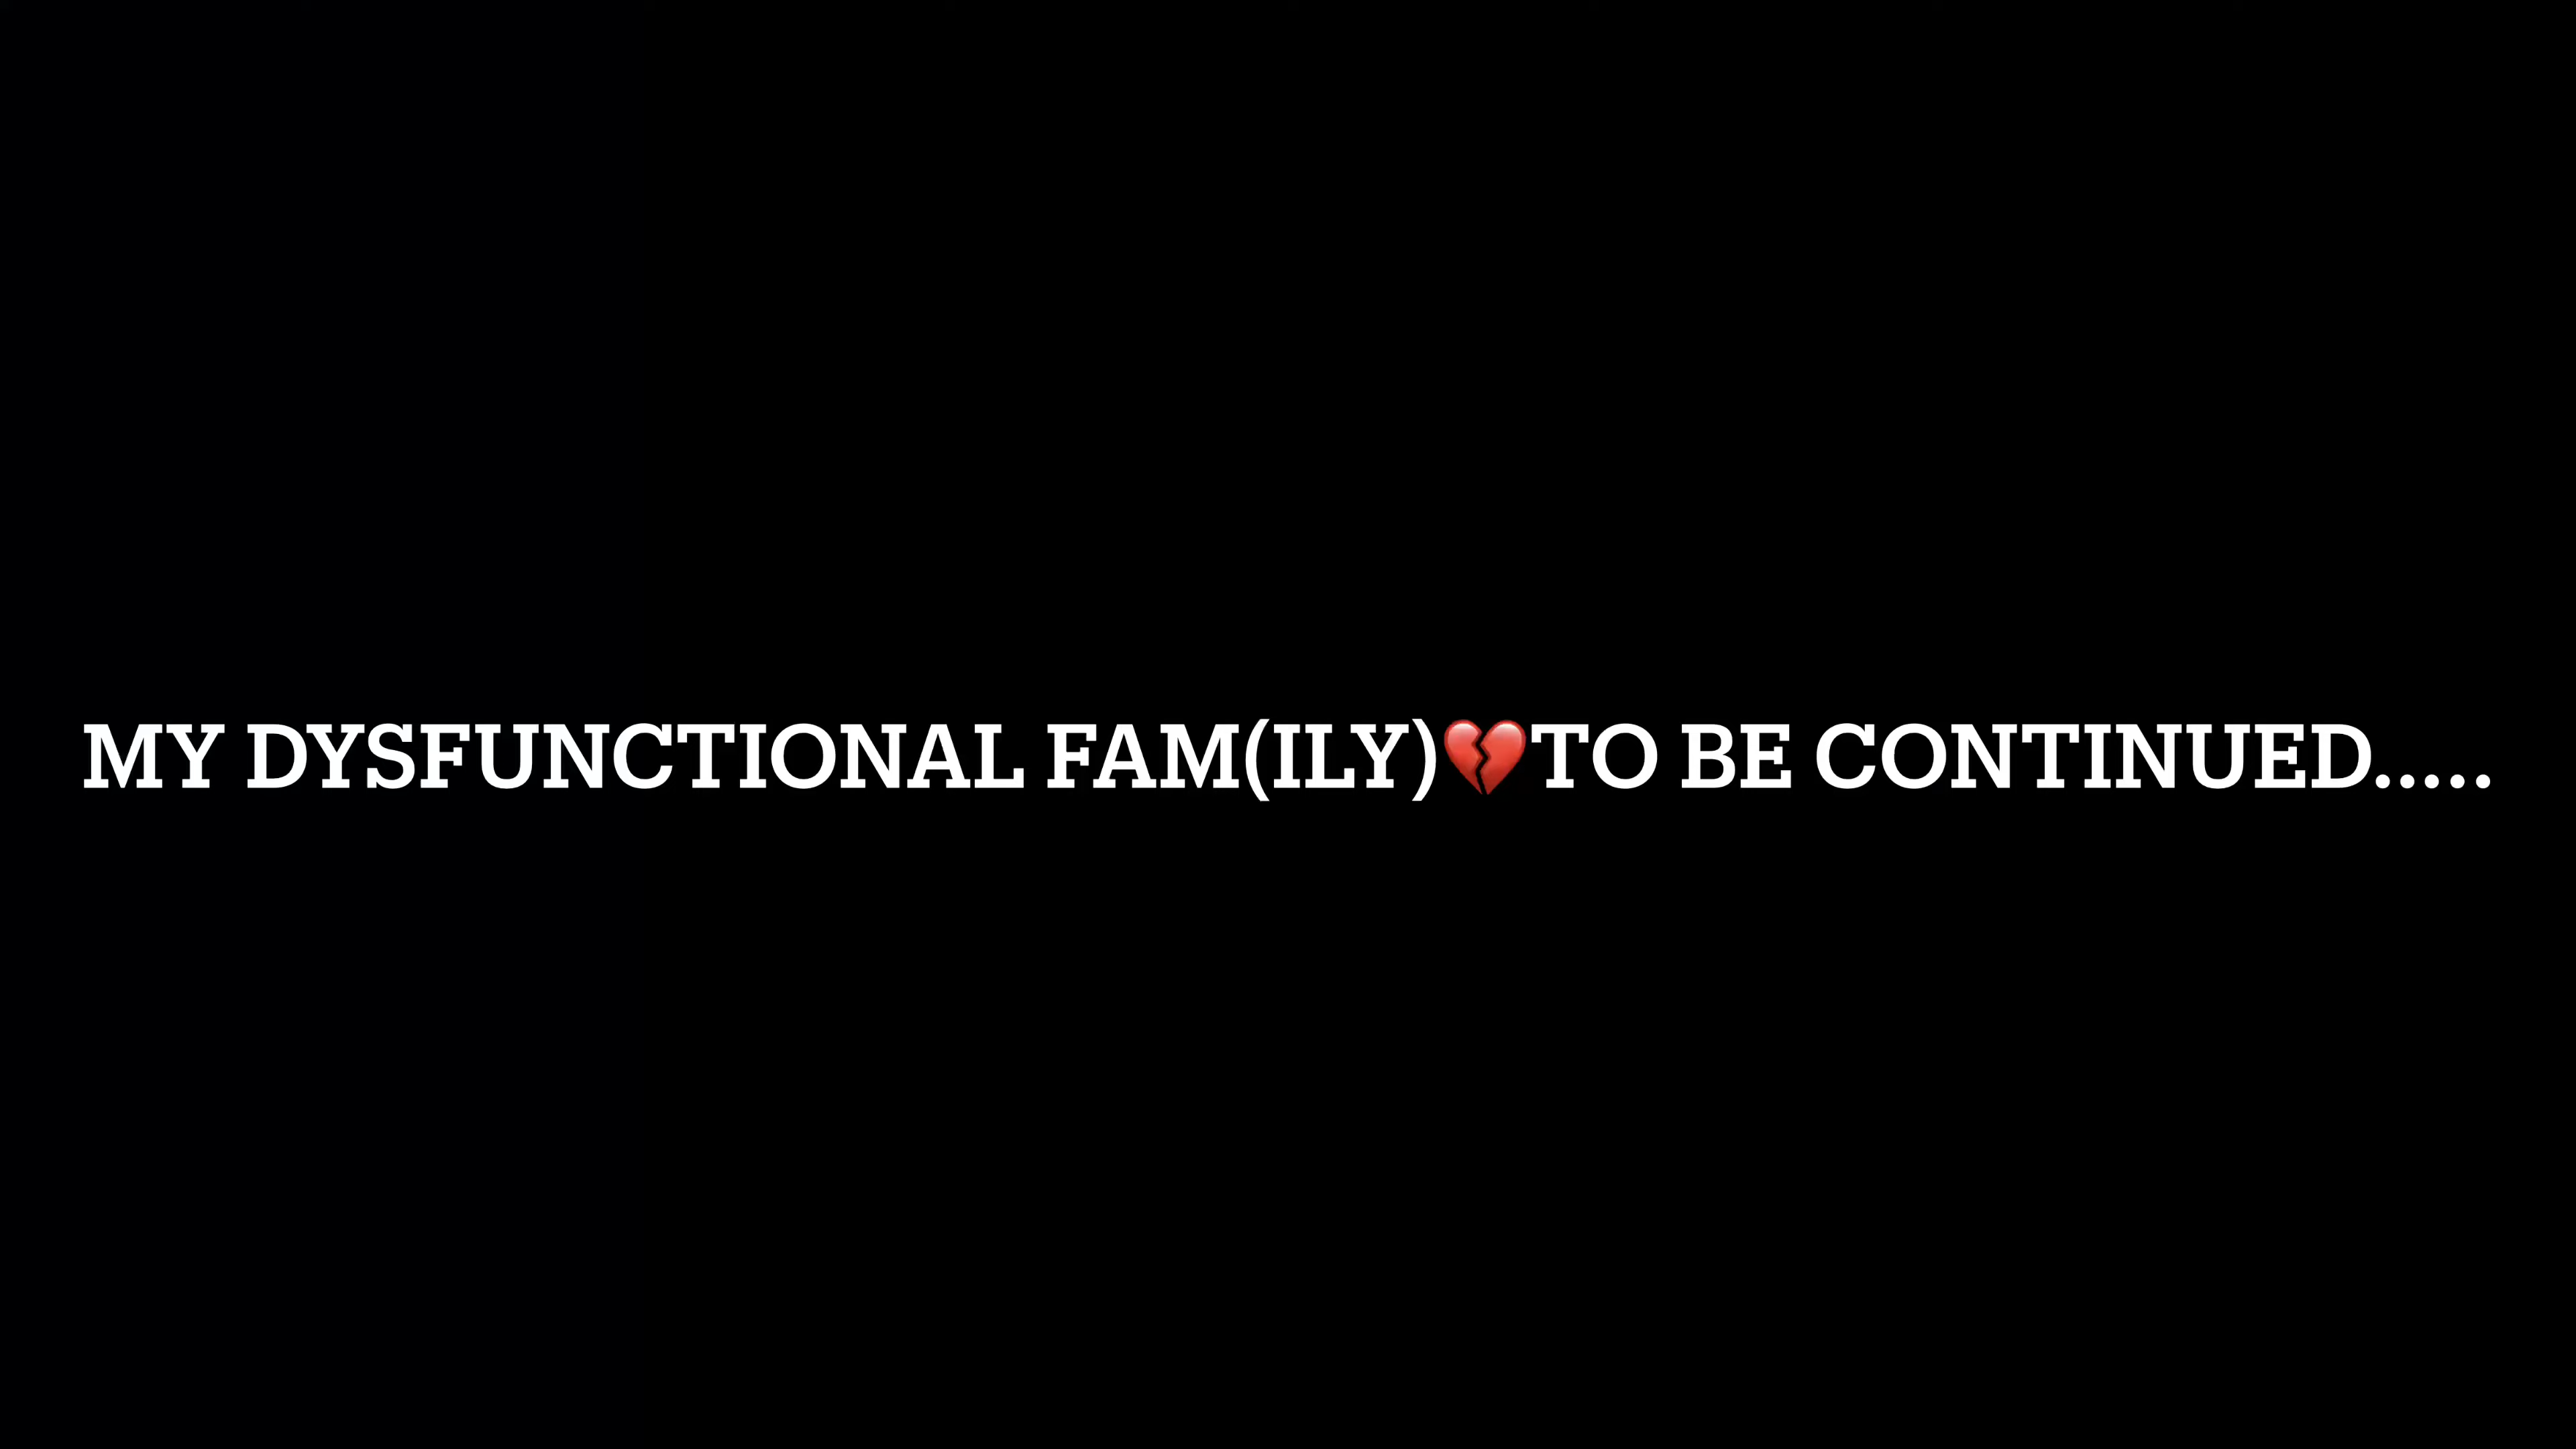 MY DYSFUNCTIONAL FAM(ILY)💔TO BE CONTINUED.....